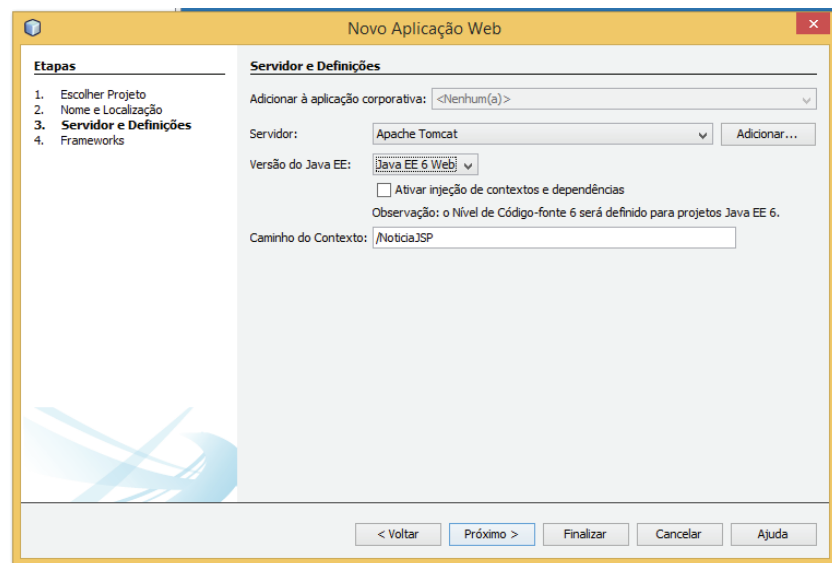 Novo Aplicação Web
Etapas
1. Escolher Projeto
2. Nome e Localização
3. Servidor e Definições
4. Frameworks
Servidor e Definições
Adicionar à aplicação corporativa: <Nenhum(a)>
Servidor: Apache Tomcat Adicionar...
Versão do Java EE: Java EE 6 Web
Ativar injeção de contextos e dependências
Observação: o Nível de Código-fonte 6 será definido para projetos Java EE 6.
Caminho do Contexto: /NoticiaJSP
< Voltar Próximo > Finalizar Cancelar Ajuda